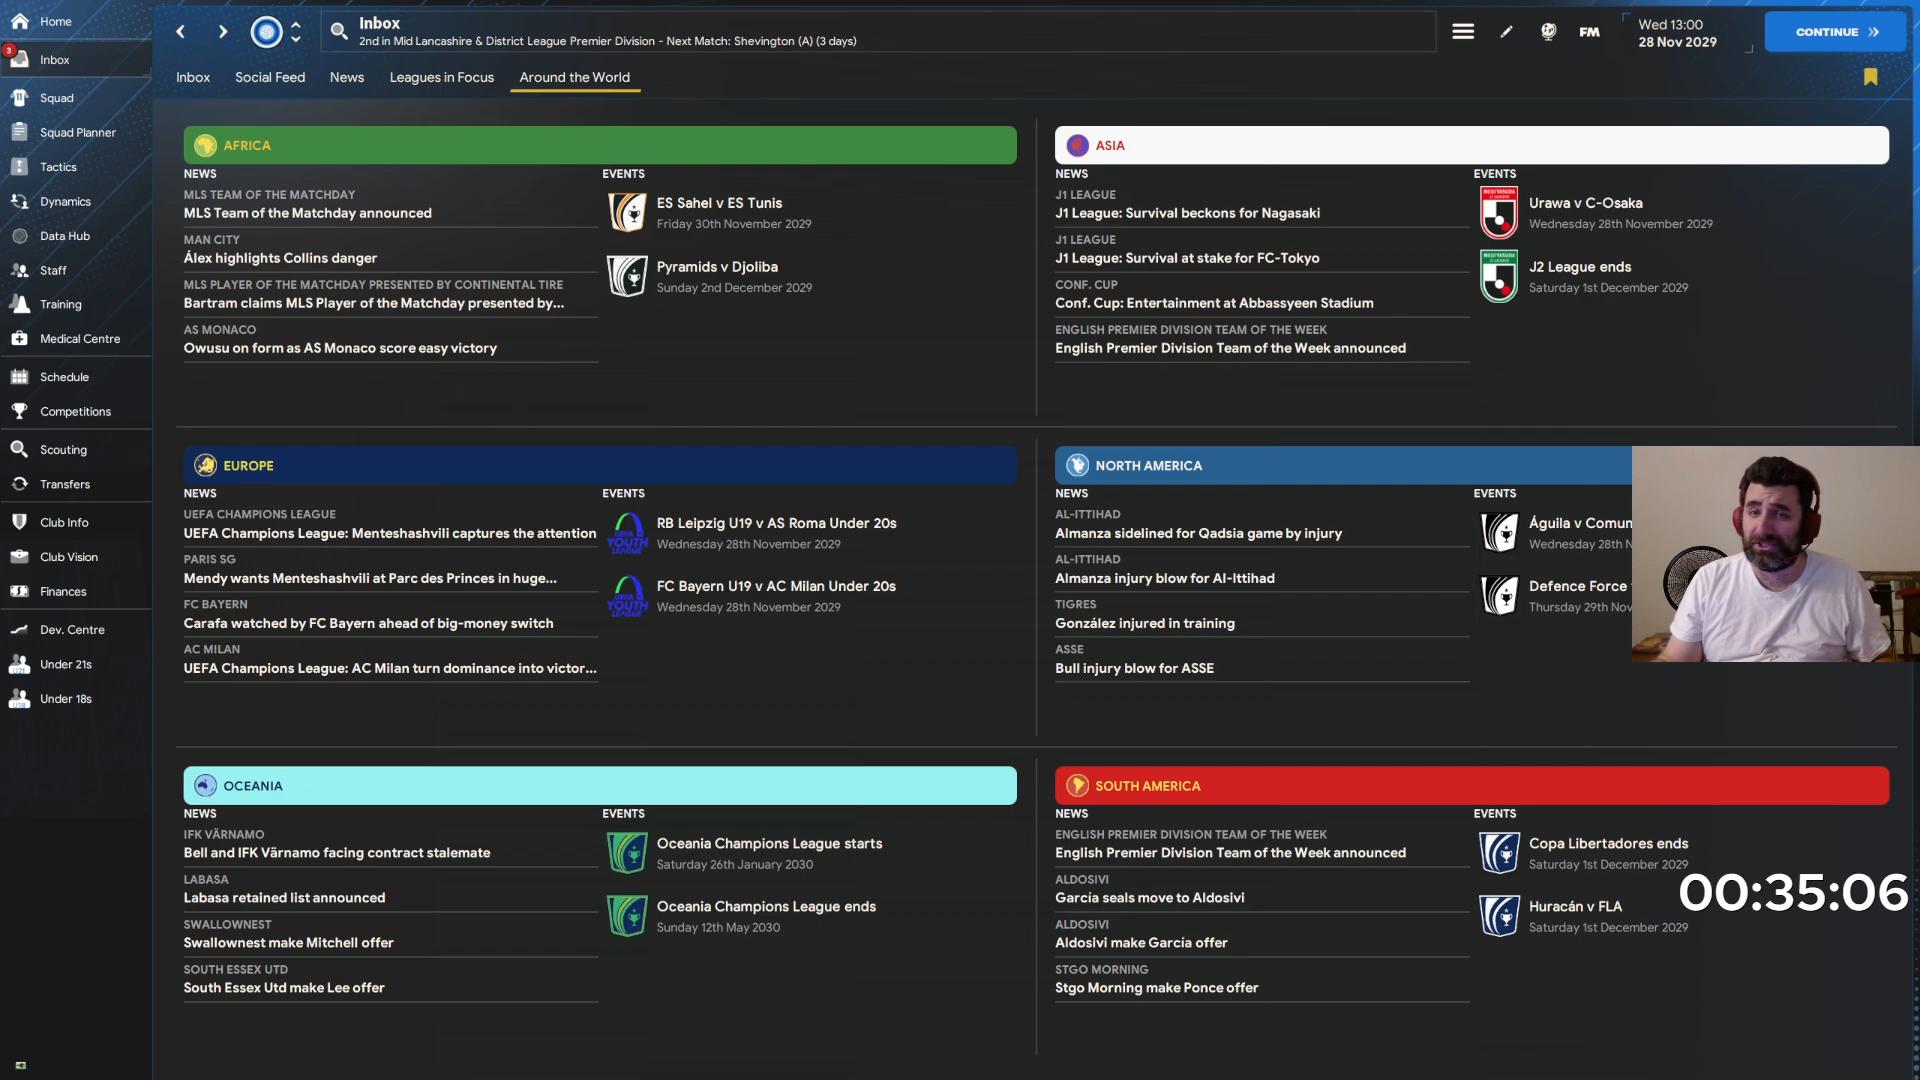 Home
3
Inbox
Squad
Squad Planner
Tactics
Dynamics
Data Hub
Staff
Training
Medical Centre
Schedule
Competitions
Scouting
Transfers
Club Info
Club Vision
Finances
Dev. Centre
Under 21s
Under 18s
Inbox
2nd in Mid Lancashire & District League Premier Division - Next Match: Shevington (A) (3 days)
FM
Wed 13:00
28 Nov 2029
CONTINUE
Inbox
Social Feed
News
Leagues in Focus
Around the World
AFRICA
NEWS
MLS TEAM OF THE MATCHDAY
MLS Team of the Matchday announced
MAN CITY
Álex highlights Collins danger
MLS PLAYER OF THE MATCHDAY PRESENTED BY CONTINENTAL TIRE
Bartram claims MLS Player of the Matchday presented by...
AS MONACO
Owusu on form as AS Monaco score easy victory
EVENTS
ES Sahel v ES Tunis
Friday 30th November 2029
Pyramids v Djoliba
Sunday 2nd December 2029
ASIA
NEWS
J1 LEAGUE
J1 League: Survival beckons for Nagasaki
J1 LEAGUE
J1 League: Survival at stake for FC-Tokyo
CONF. CUP
Conf. Cup: Entertainment at Abbassyeen Stadium
ENGLISH PREMIER DIVISION TEAM OF THE WEEK
English Premier Division Team of the Week announced
EVENTS
Urawa v C-Osaka
Wednesday 28th November 2029
J2 League ends
Saturday 1st December 2029
EUROPE
NEWS
UEFA CHAMPIONS LEAGUE
UEFA Champions League: Menteshashvili captures the attention
PARIS SG
Mendy wants Menteshashvili at Parc des Princes in huge...
FC BAYERN
Carafa watched by FC Bayern ahead of big-money switch
AC MILAN
UEFA Champions League: AC Milan turn dominance into victor...
EVENTS
RB Leipzig U19 v AS Roma Under 20s
Wednesday 28th November 2029
FC Bayern U19 v AC Milan Under 20s
Wednesday 28th November 2029
NORTH AMERICA
NEWS
AL-ITTIHAD
Almanza sidelined for Qadsia game by injury
AL-ITTIHAD
Almanza injury blow for Al-Ittihad
TIGRES
González injured in training
ASSE
Bull injury blow for ASSE
EVENTS
Águila v Comun
Wednesday 28th N
Defence Force
Thursday 29th Nov
OCEANIA
NEWS
IFK VÄRNAMO
Bell and IFK Värnamo facing contract stalemate
LABASA
Labasa retained list announced
SWALLOWNEST
Swallownest make Mitchell offer
SOUTH ESSEX UTD
South Essex Utd make Lee offer
EVENTS
Oceania Champions League starts
Saturday 26th January 2030
Oceania Champions League ends
Sunday 12th May 2030
SOUTH AMERICA
NEWS
ENGLISH PREMIER DIVISION TEAM OF THE WEEK
English Premier Division Team of the Week announced
ALDOSIVI
García seals move to Aldosivi
ALDOSIVI
Aldosivi make García offer
STGO MORNING
Stgo Morning make Ponce offer
EVENTS
Copa Libertadores ends
Saturday 1st December 2029
Huracán v FLA
Saturday 1st December 2029
00:35:06